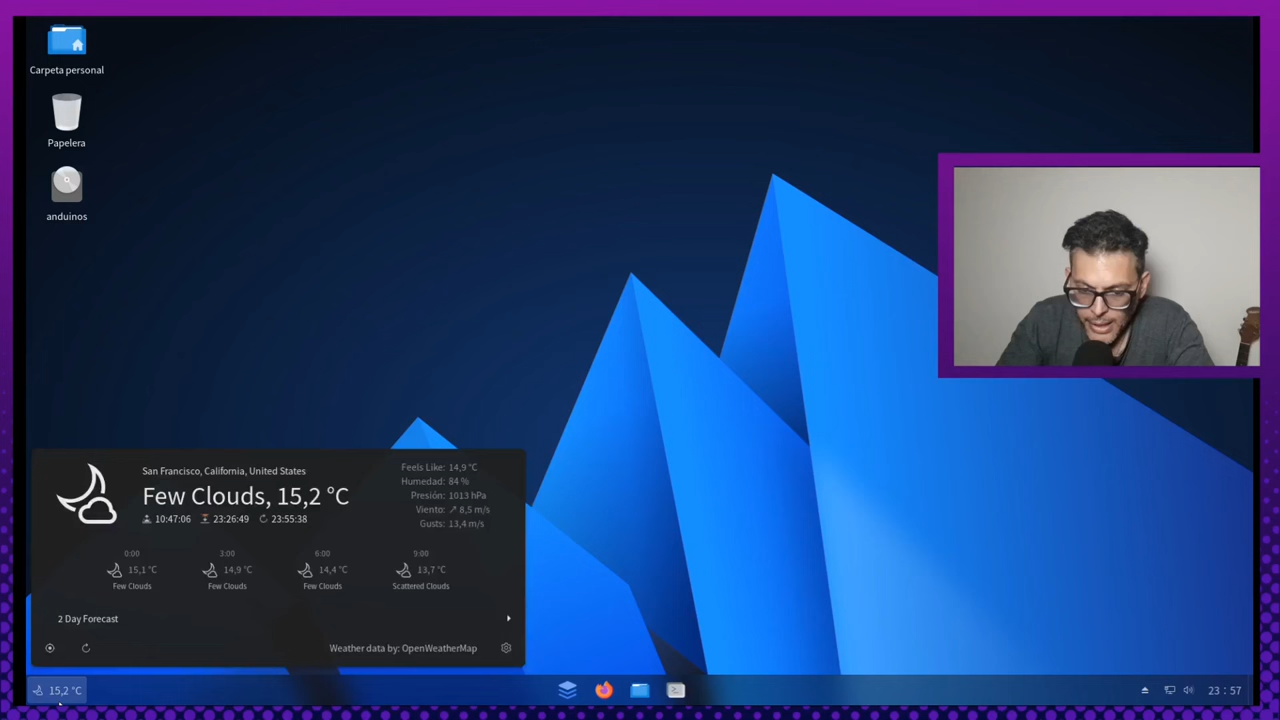 Carpeta personal
Papelera
anduinos
San Francisco, California, United States
Few Clouds, 15,2 °C
10:47:06 23:26:49 23:55:38
Feels Like: 14,9 °C
Humedad: 84 %
Presión: 1013 hPa
Viento: ↗ 8,5 m/s
Gusts: 13,4 m/s
0:00 3:00 6:00 9:00
15,1 °C 14,9 °C 14,4 °C 13,7 °C
Few Clouds Few Clouds Few Clouds Scattered Clouds
2 Day Forecast
Weather data by: OpenWeatherMap
15,2 °C
23 : 57